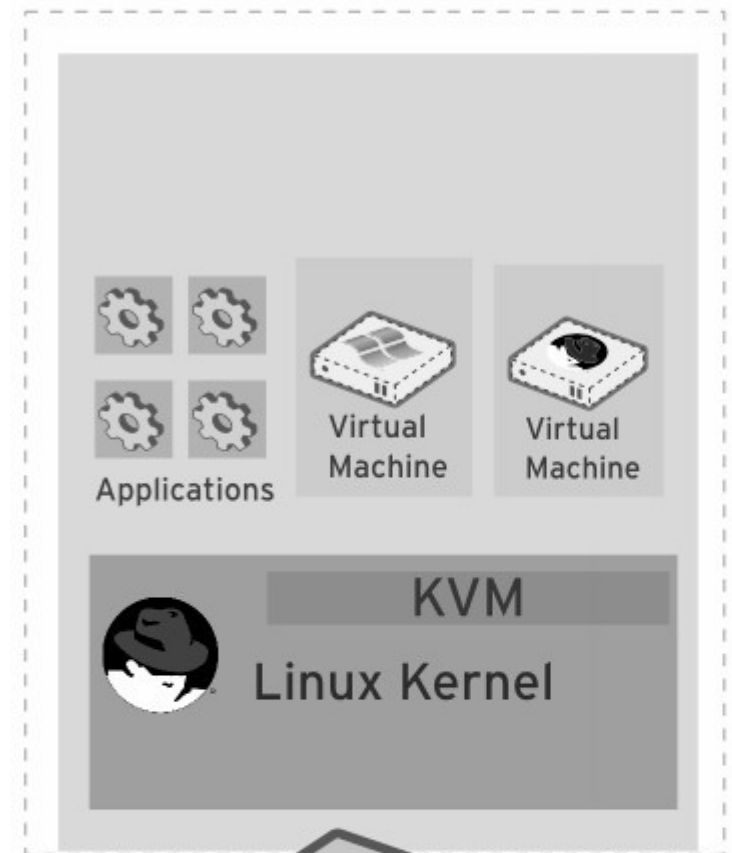 Applications
Virtual
Machine
Virtual
Machine
KVM
Linux Kernel